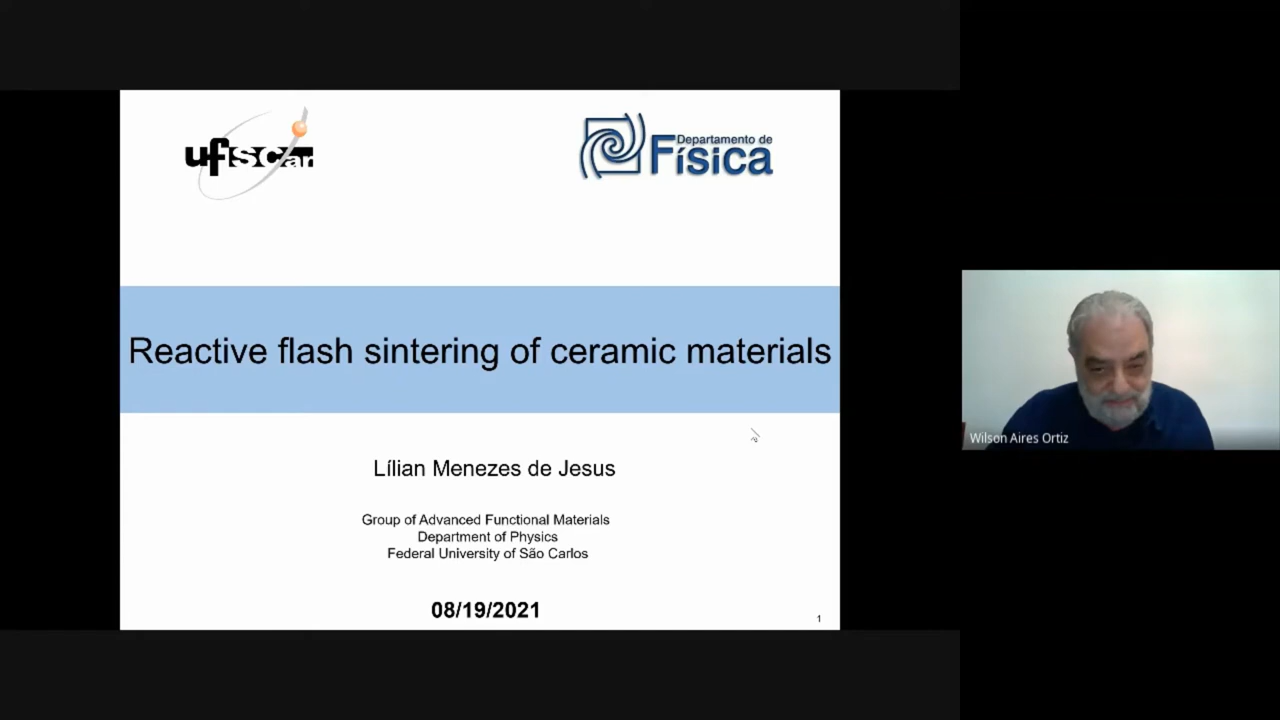 ufscar
Departamento de
Física
Reactive flash sintering of ceramic materials
Lílian Menezes de Jesus
Group of Advanced Functional Materials
Department of Physics
Federal University of São Carlos
08/19/2021
1
Wilson Aires Ortiz